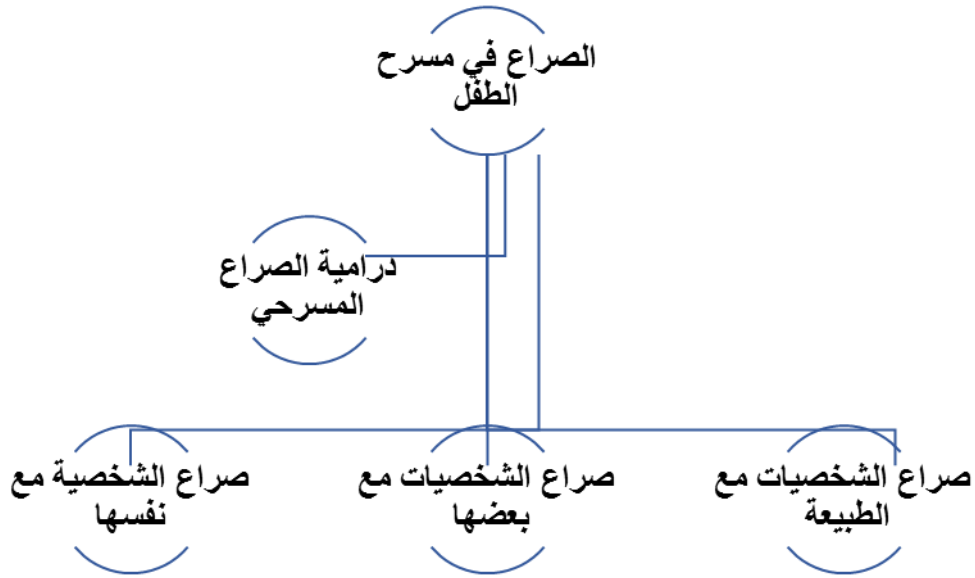 الصراع في مسرح
الطفل
درامية الصراع
المسرحي
صراع الشخصيات مع
الطبيعة
صراع الشخصيات مع
بعضها
صراع الشخصية مع
نفسها